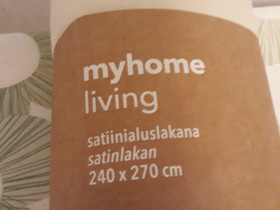 myhome
living
satiinialuslakana
satinlakan
240 x 270 cm